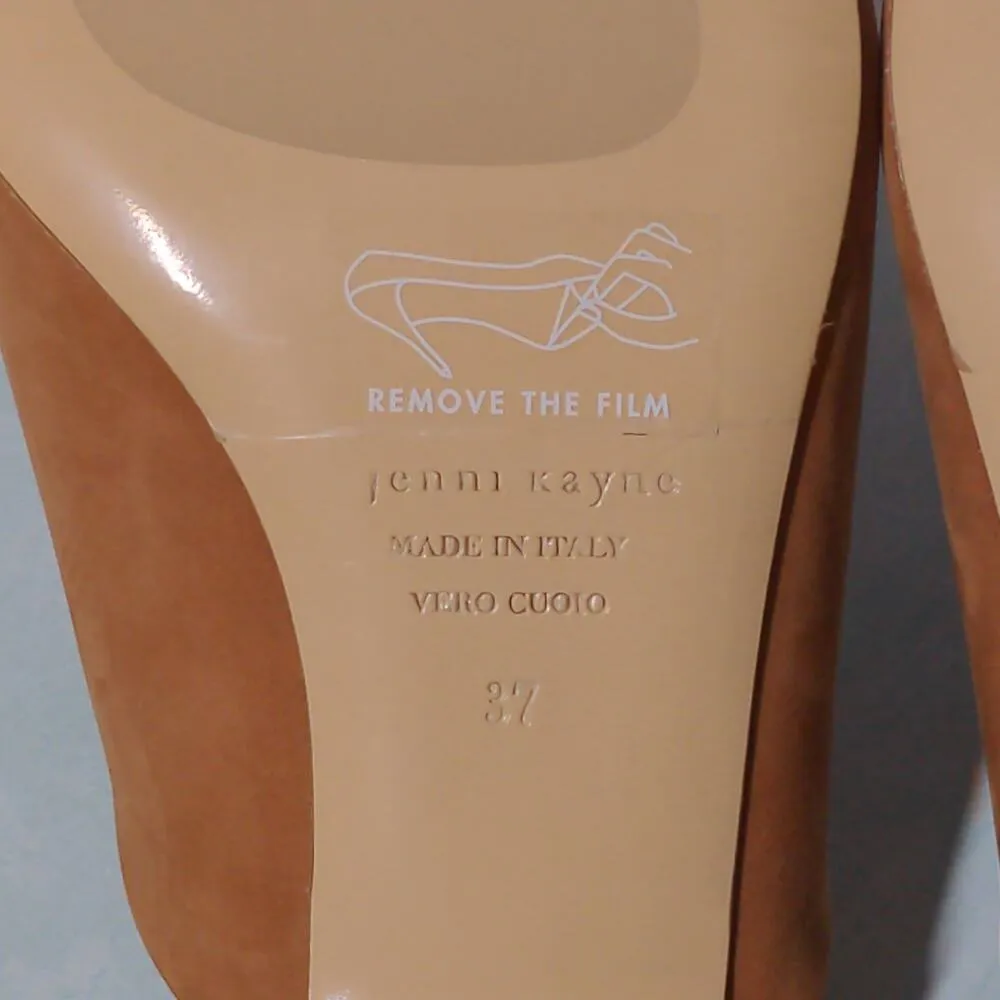 REMOVE THE FILM
jenni kayne
MADE IN ITALY
VERO CUOIO
37